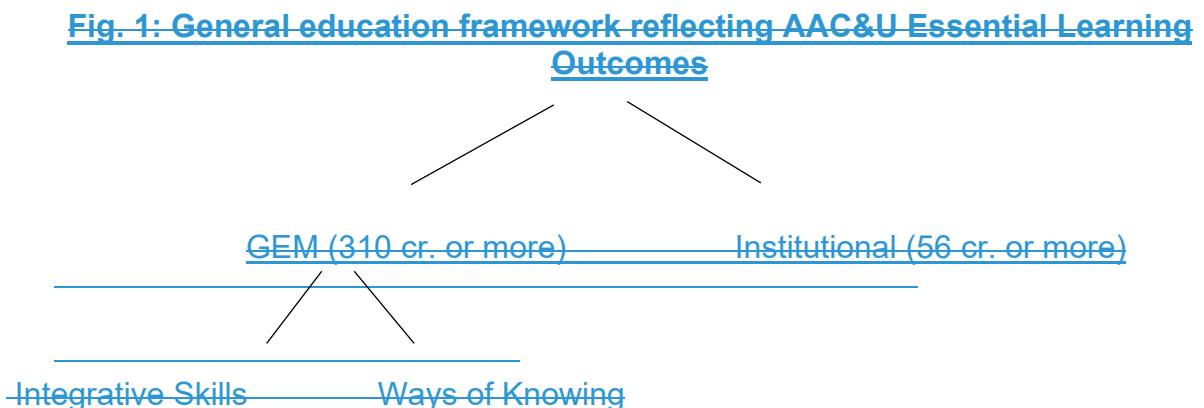 Fig. 1: General education framework reflecting AAC&U Essential Learning
Outcomes
GEM (310 cr. or more) Institutional (56 cr. or more)
Integrative Skills Ways of Knowing